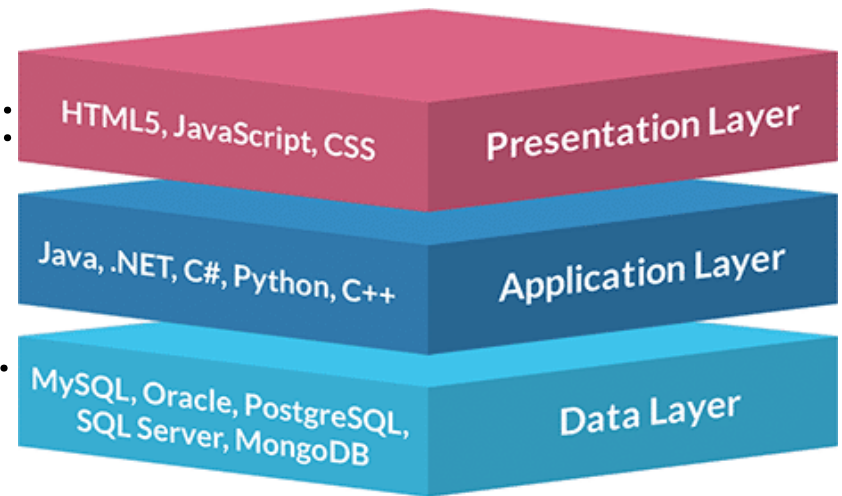 HTML5, JavaScript, CSS
Presentation Layer
Java, .NET, C#, Python, C++
Application Layer
MySQL, Oracle, PostgreSQL,
SQL Server, MongoDB
Data Layer